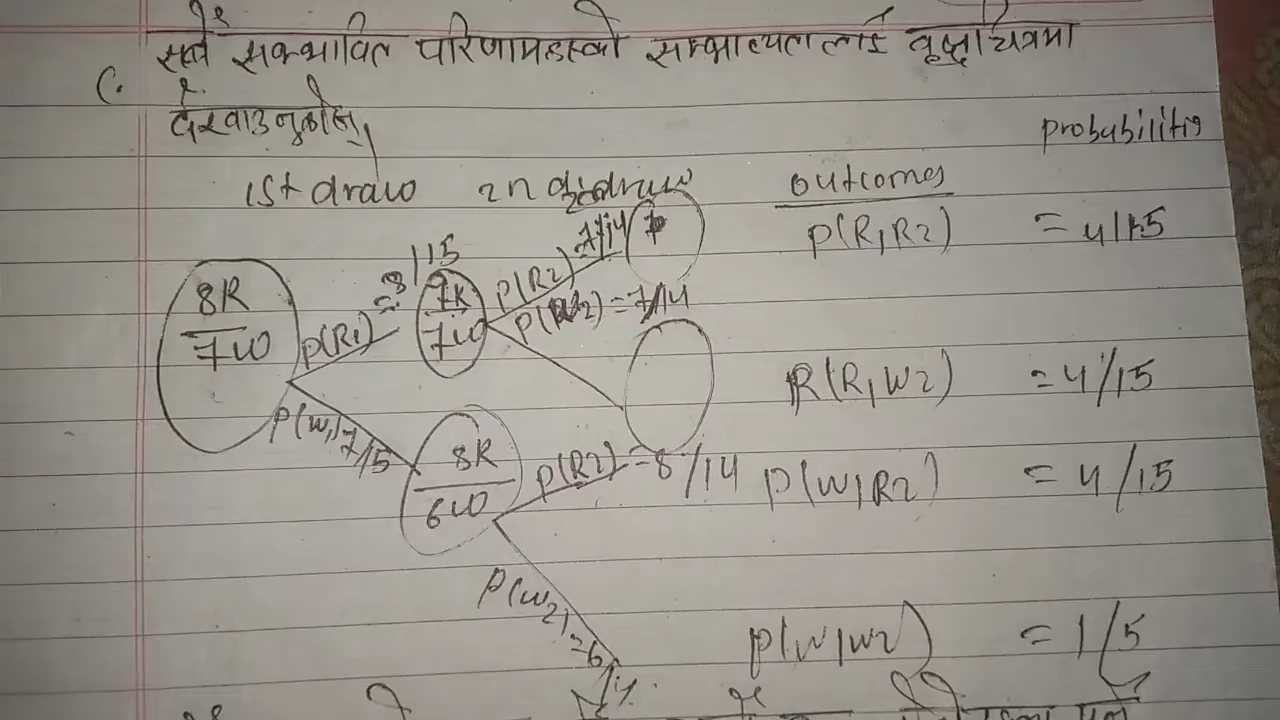 सबै सम्भावित परिणामहरुको सम्भाव्यतालाई वृक्षचित्रमा
C. देखाउनुहोस्
probabilitis
1st draw 2nd draw outcomes
P(R1R2) = 4/15
8R
7W
P(R1) = 8/15
7R
7W
P(R2) 7/14
P(W2) = 7/14
R(R1W2) = 4/15
P(W1) 7/15
8R
6W
P(R2) = 8/14
P(W1R2) = 4/15
P(W2) = 6/14
P(W1W2) = 1/5